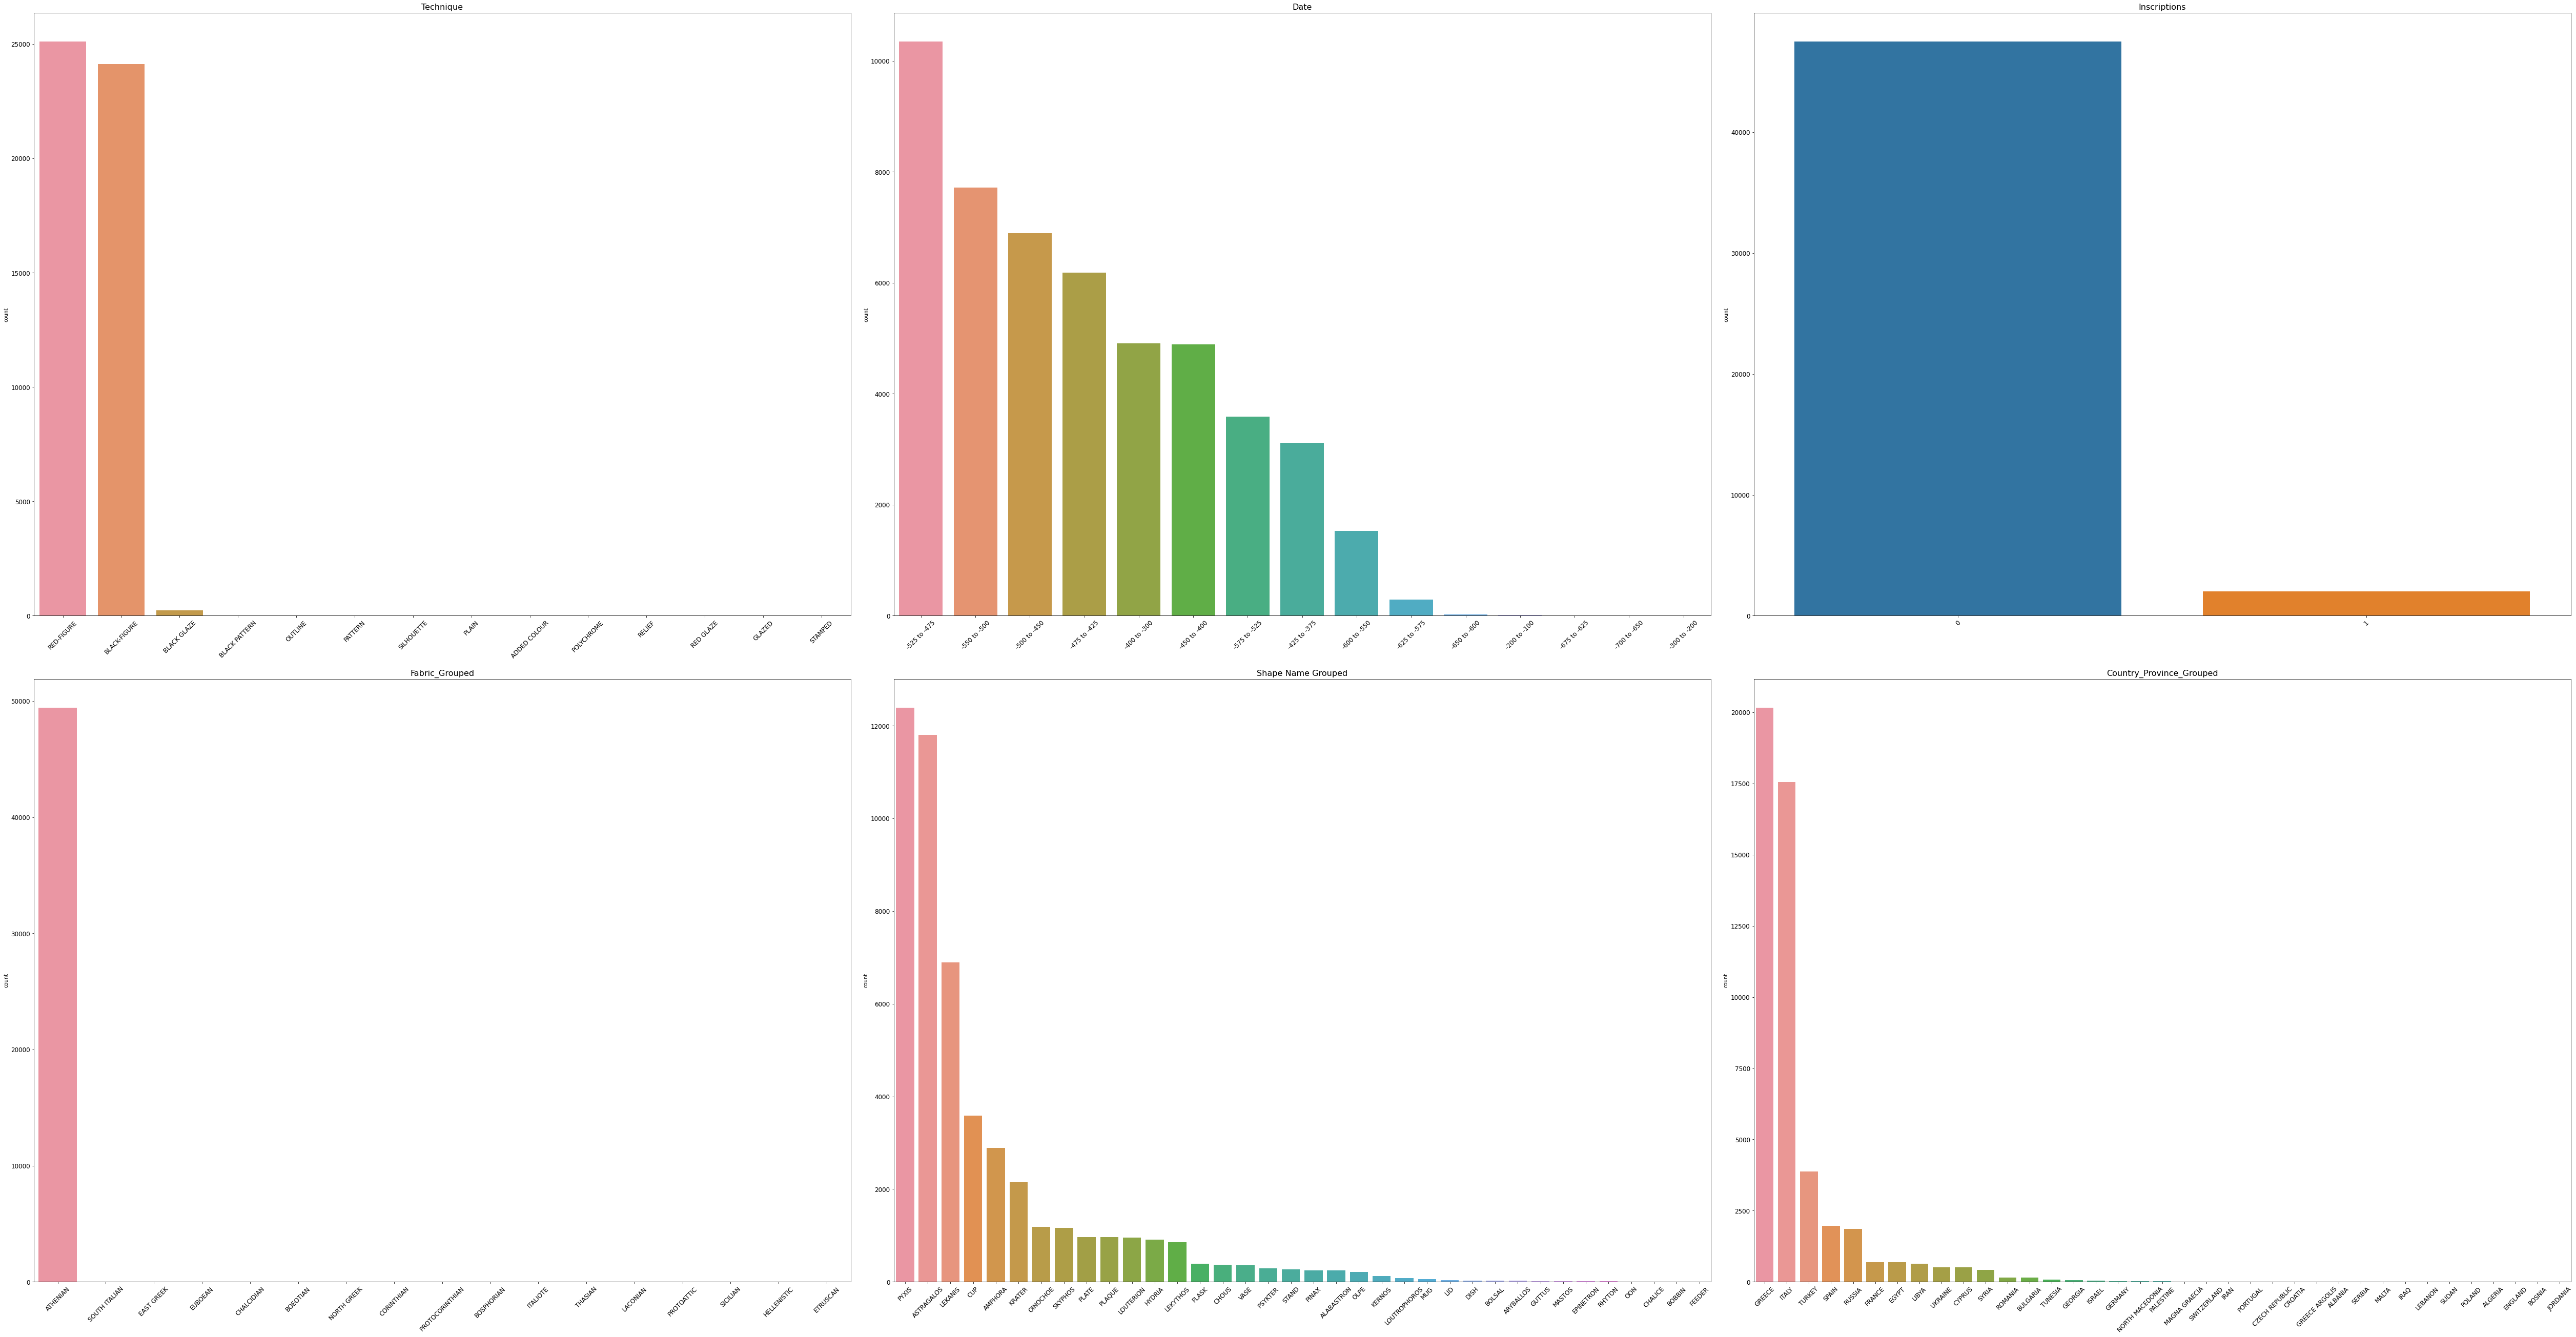 Technique
25000
20000
15000
10000
5000
0
count
RED-FIGURE
BLACK-FIGURE
BLACK GLAZE
BLACK PATTERN
OUTLINE
PATTERN
SILHOUETTE
PLAIN
ADDED COLOUR
POLYCHROME
RELIEF
RED GLAZE
GLAZED
STAMPED
Date
10000
8000
6000
4000
2000
0
count
-525 to -475
-550 to -500
-500 to -450
-475 to -425
-400 to -300
-450 to -400
-575 to -525
-425 to -375
-600 to -550
-625 to -575
-650 to -600
-200 to -100
-675 to -625
-700 to -650
-300 to -200
Inscriptions
40000
30000
20000
10000
0
count
0
1
Fabric_Grouped
50000
40000
30000
20000
10000
0
count
ATHENIAN
SOUTH ITALIAN
EAST GREEK
EUBOEAN
CHALCIDIAN
BOEOTIAN
NORTH GREEK
CORINTHIAN
PROTOCORINTHIAN
BOSPHORIAN
ITALIOTE
THASIAN
LACONIAN
PROTOATTIC
SICILIAN
HELLENISTIC
ETRUSCAN
Shape Name Grouped
12000
10000
8000
6000
4000
2000
0
count
PYXIS
ASTRAGALOS
LEKANIS
CUP
AMPHORA
KRATER
OINOCHOE
SKYPHOS
PLATE
PLAQUE
LOUTERION
HYDRIA
LEKYTHOS
FLASK
CHOUS
VASE
PSYKTER
STAND
PINAX
ALABASTRON
OLPE
KERNOS
LOUTROPHOROS
MUG
LID
DISH
BOLSAL
ARYBALLOS
GUTTUS
MASTOS
EPINETRON
RHYTON
OON
CHALICE
BOBBIN
FEEDER
Country_Province_Grouped
20000
17500
15000
12500
10000
7500
5000
2500
0
count
GREECE
ITALY
TURKEY
SPAIN
RUSSIA
FRANCE
EGYPT
LIBYA
UKRAINE
CYPRUS
SYRIA
ROMANIA
BULGARIA
TUNISIA
GEORGIA
ISRAEL
GERMANY
NORTH MACEDONIA
PALESTINE
MAGNA GRAECIA
SWITZERLAND
IRAN
PORTUGAL
CZECH REPUBLIC
CROATIA
GREECE ARGOUS
ALBANIA
SERBIA
MALTA
IRAQ
LEBANON
SUDAN
POLAND
ALGERIA
ENGLAND
BOSNIA
JORDANIA